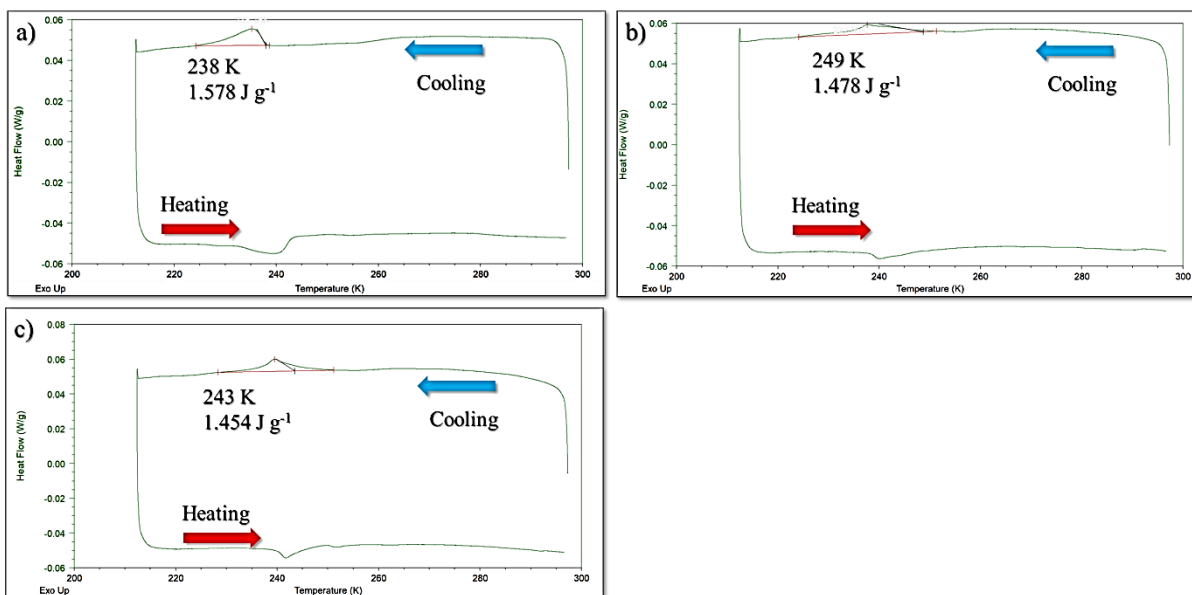 a)
0.06
0.04
0.02
0.00
-0.02
-0.04
-0.06
Heat Flow (W/g)
238 K
1.578 J g⁻¹
Cooling
Heating
200
220
240
260
280
300
Exo Up
Temperature (K)
b)
0.06
0.04
0.02
0.00
-0.02
-0.04
-0.06
Heat Flow (W/g)
249 K
1.478 J g⁻¹
Cooling
Heating
200
220
240
260
280
300
Exo Up
Temperature (K)
c)
0.08
0.06
0.04
0.02
0.00
-0.02
-0.04
-0.06
Heat Flow (W/g)
243 K
1.454 J g⁻¹
Cooling
Heating
200
220
240
260
280
300
Exo Up
Temperature (K)